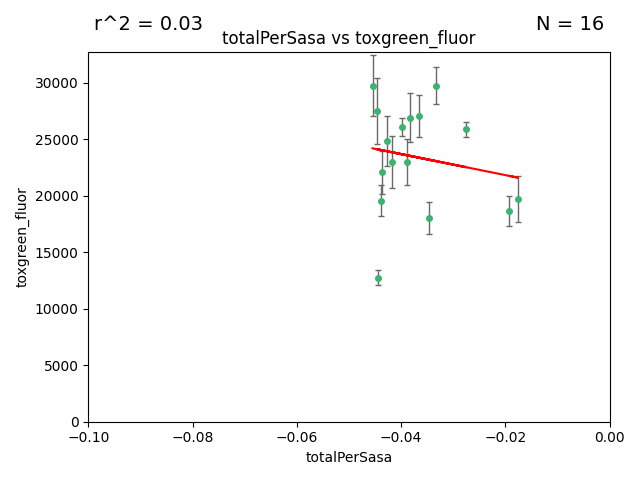 r^2 = 0.03
N = 16
totalPerSasa vs toxgreen_fluor
toxgreen_fluor
30000
25000
20000
15000
10000
5000
0
−0.10
−0.08
−0.06
−0.04
−0.02
0.00
totalPerSasa